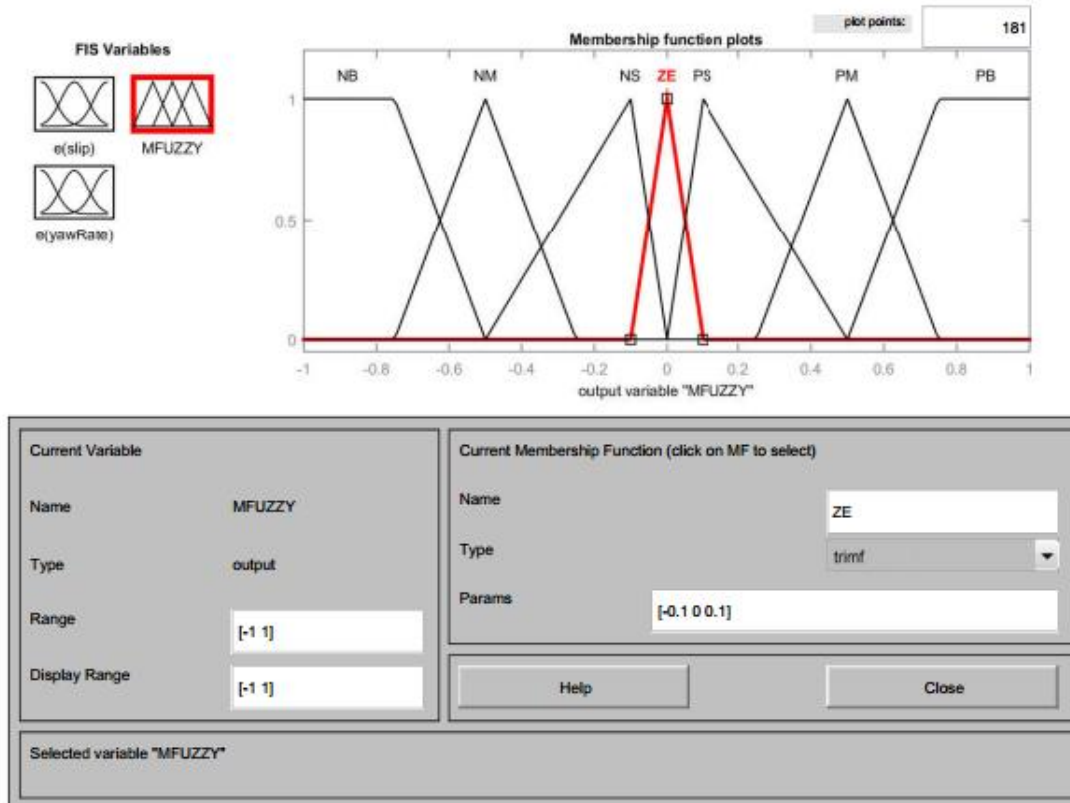 plot points: 181
FIS Variables
Membership function plots
NB NM NS ZE PS PM PB
e(slip) MFUZZY
e(yawRate)
1
0.5
0
-1 -0.8 -0.6 -0.4 -0.2 0 0.2 0.4 0.6 0.8 1
output variable "MFUZZY"
Current Variable
Name MFUZZY
Type output
Range [-1 1]
Display Range [-1 1]
Current Membership Function (click on MF to select)
Name ZE
Type trimf
Params [-0.1 0 0.1]
Help Close
Selected variable "MFUZZY"